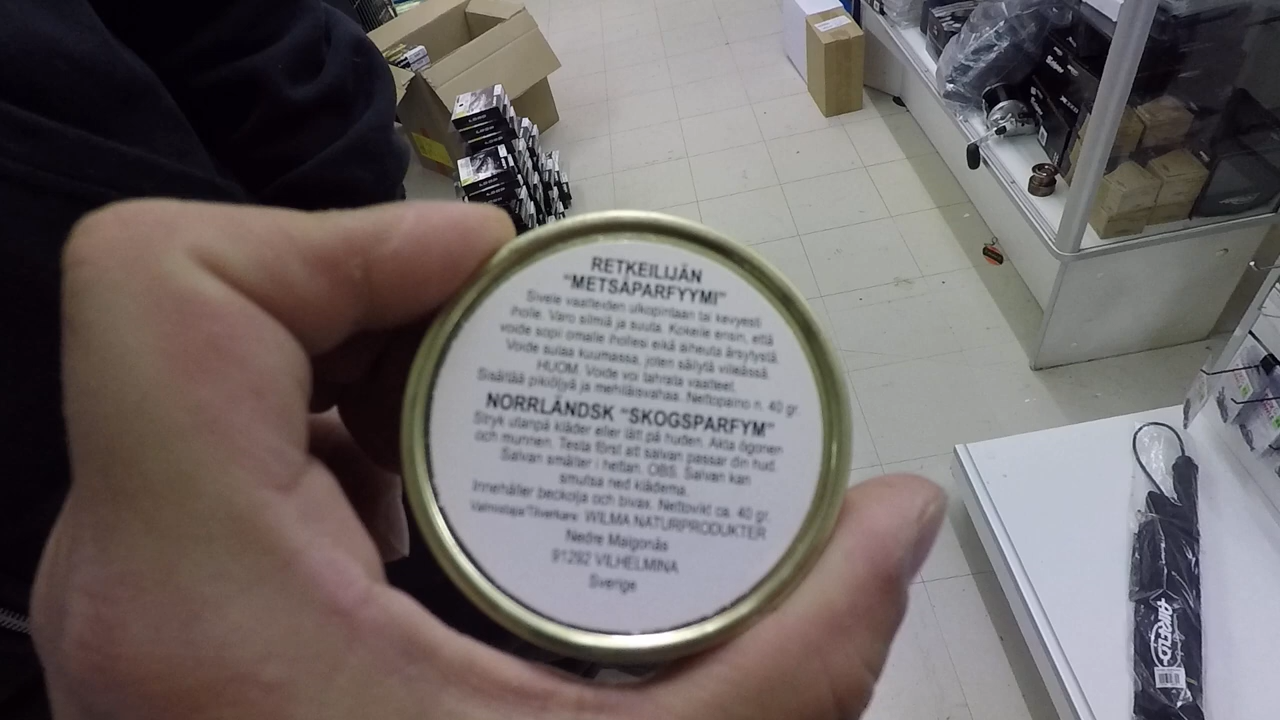 RETKEILIJÄN
"METSÄPARFYYMI"
Sivele vaatteiden ulkopintaan tai kevyesti
iholle. Varo silmiä ja suuta. Kokeile ensin, että
voide sopii omalle ihollesi eikä aiheuta ärsytystä.
Voide sulaa kuumassa, joten säilytä viileässä.
HUOM. Voide voi tahrata vaatteet.
Sisältää pikiöljyä ja mehiläisvahaa. Nettopaino n. 40 gr.
NORRLÄNDSK "SKOGSPARFYM"
Stryk utanpå kläder eller lätt på huden. Akta ögonen
och munnen. Testa först att salvan passar din hud.
Salvan smälter i hettan. OBS. Salvan kan
smutsa ned kläderna.
Innehåller beckolja och bivax. Nettovikt ca. 40 gr.
Valmistaja/Tillverkare: WILMA NATURPRODUKTER
Nedre Malgonäs
91292 VILHELMINA
Sverige